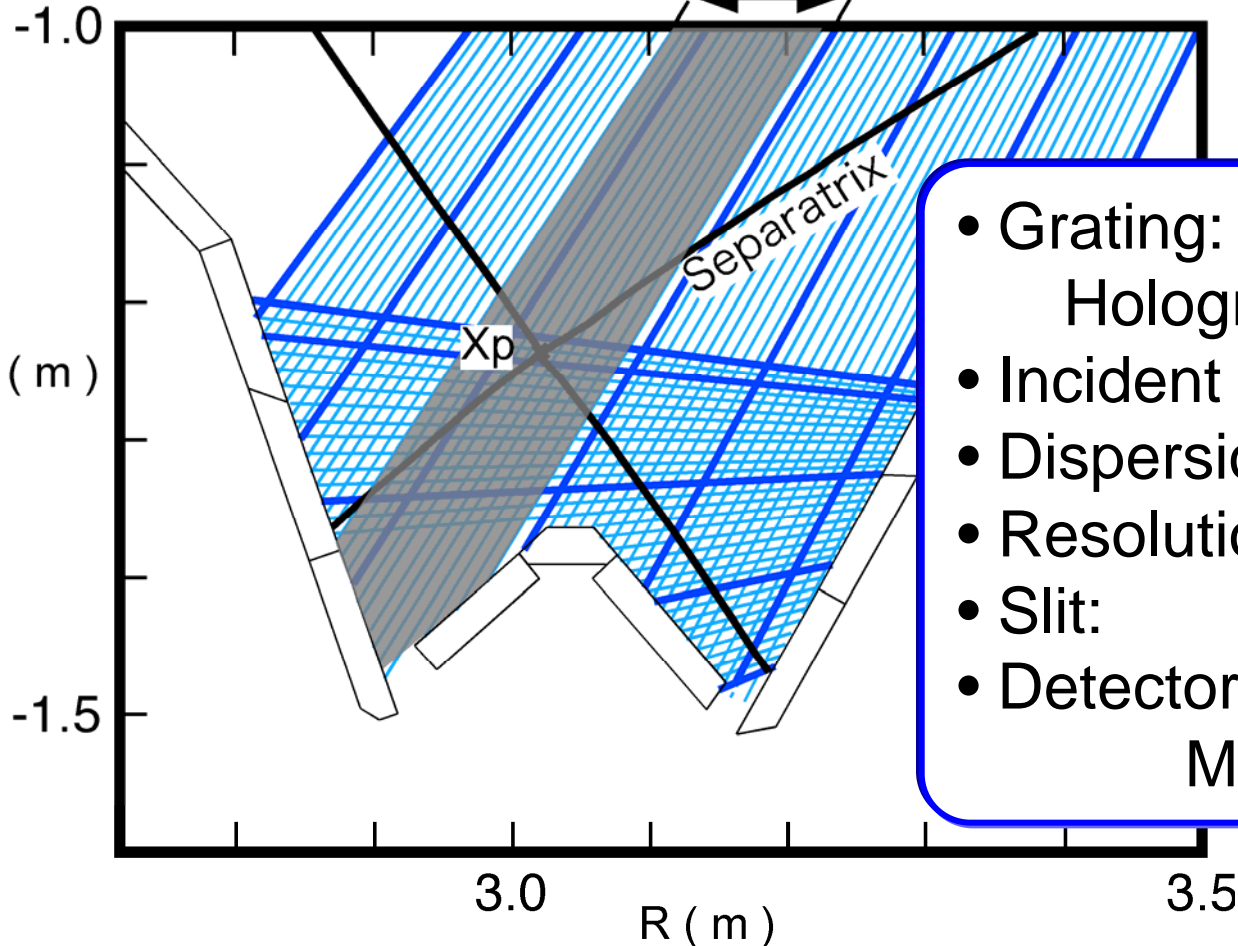 -1.0
Separatrix
Xp
( m )
-1.5
3.0
3.5
R ( m )
• Grating:
Hologr
• Incident
• Dispersio
• Resolutio
• Slit:
• Detector
M